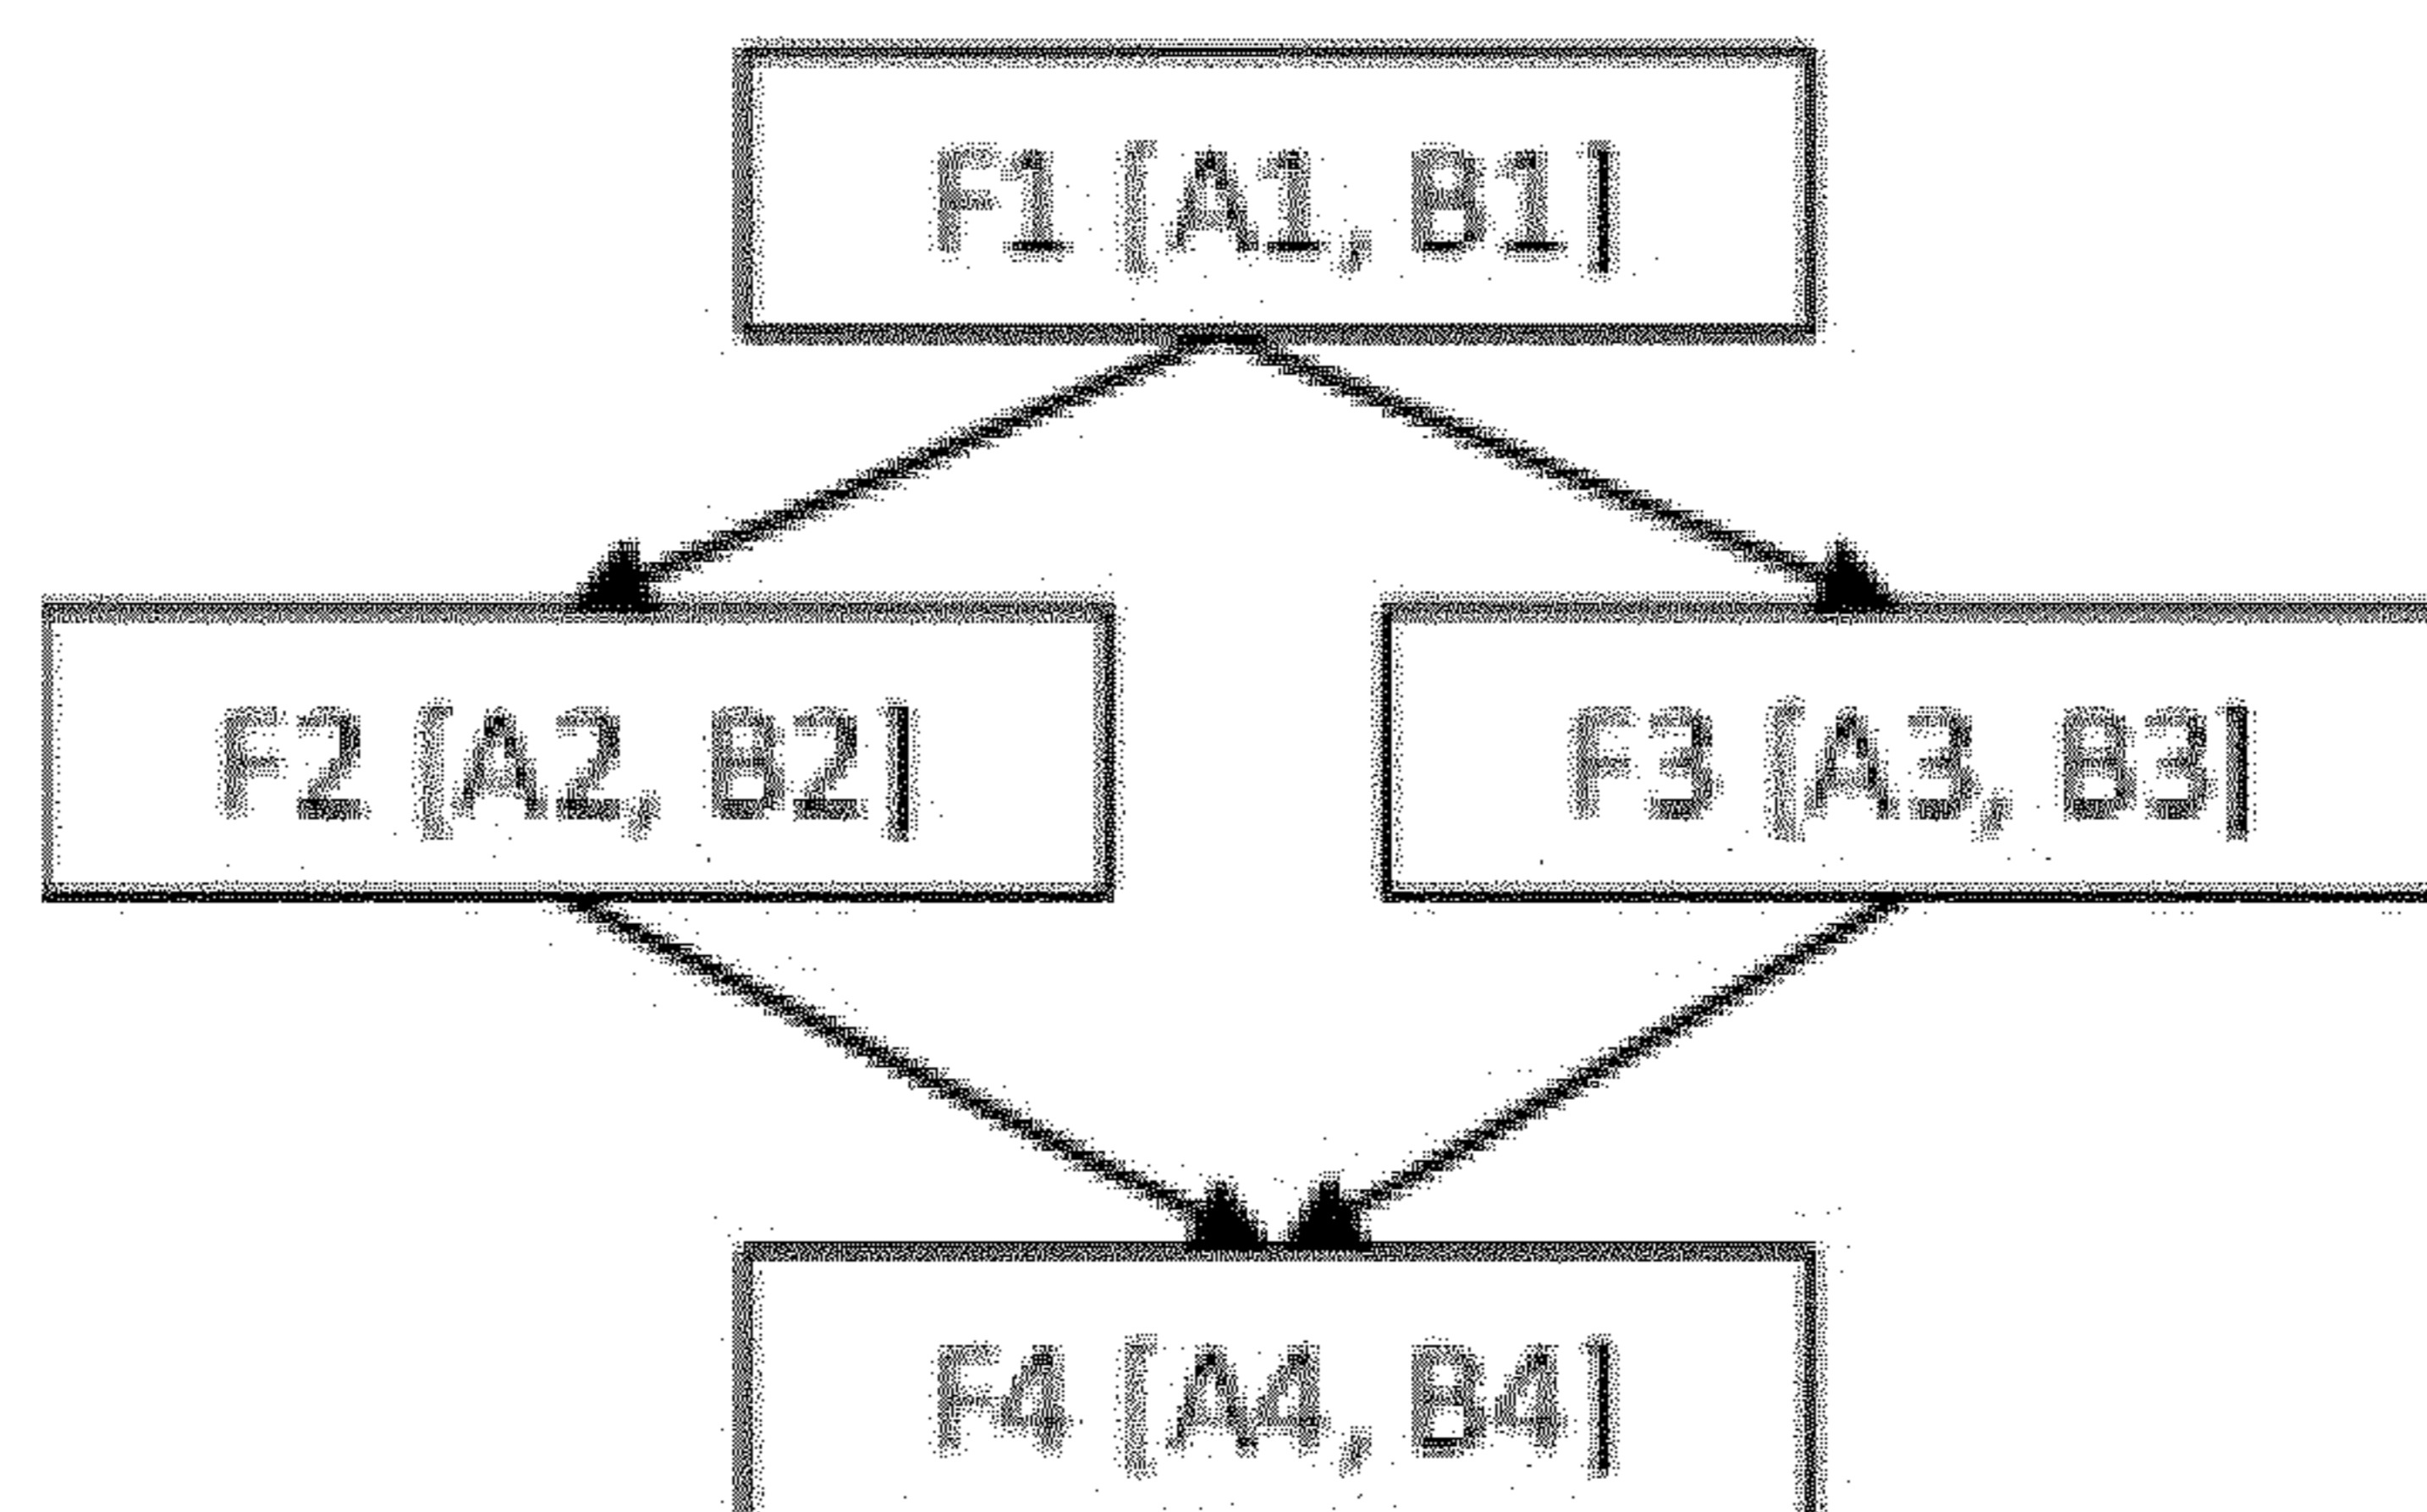 F1 [A1, B1]
F2 [A2, B2]
F3 [A3, B3]
F4 [A4, B4]